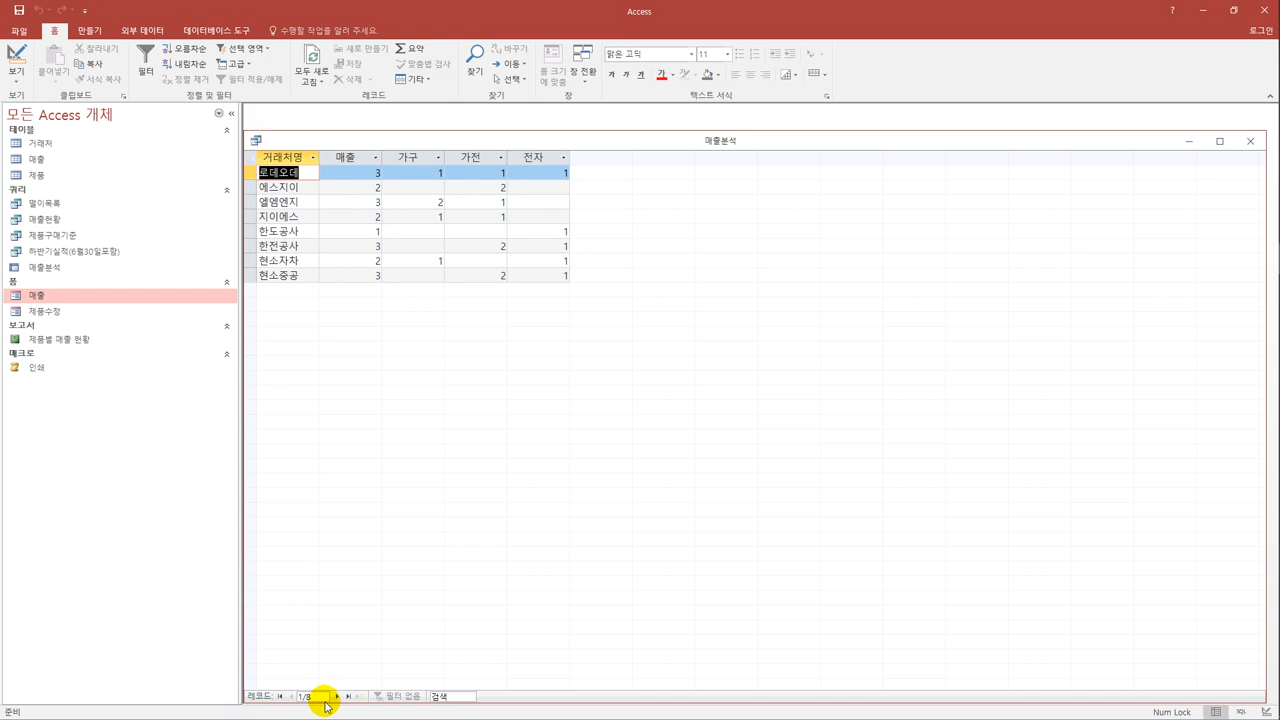 Access
파일 홈 만들기 외부 데이터 데이터베이스 도구 수행할 작업을 알려 주세요. 로그인
보기 붙여넣기 잘라내기 복사 서식 복사
필터 오름차순 내림차순 정렬 제거 선택 영역 고급 필터 적용/해제
모두 새로 고침 새로 만들기 저장 삭제 요약 맞춤법 검사 기타
찾기 바꾸기 이동 선택
폼 크기에 맞춤 창 전환
맑은 고딕 11
가 가 가 가
보기 클립보드 정렬 및 필터 레코드 찾기 창 텍스트 서식
모든 Access 개체
테이블
거래처
매출
제품
쿼리
떨이목록
매출현황
제품구매기준
하반기실적(6월30일포함)
매출분석
폼
매출
제품수정
보고서
제품별 매출 현황
매크로
인쇄
매출분석
거래처명 매출 가구 가전 전자
로데오데 3 1 1 1
에스지이 2 2
엘엠엔지 3 2 1
지이에스 2 1 1
한도공사 1 1
한전공사 3 2 1
현소자차 2 1 1
현소중공 3 2 1
레코드: 1/8 필터 없음 검색
준비 Num Lock SQL